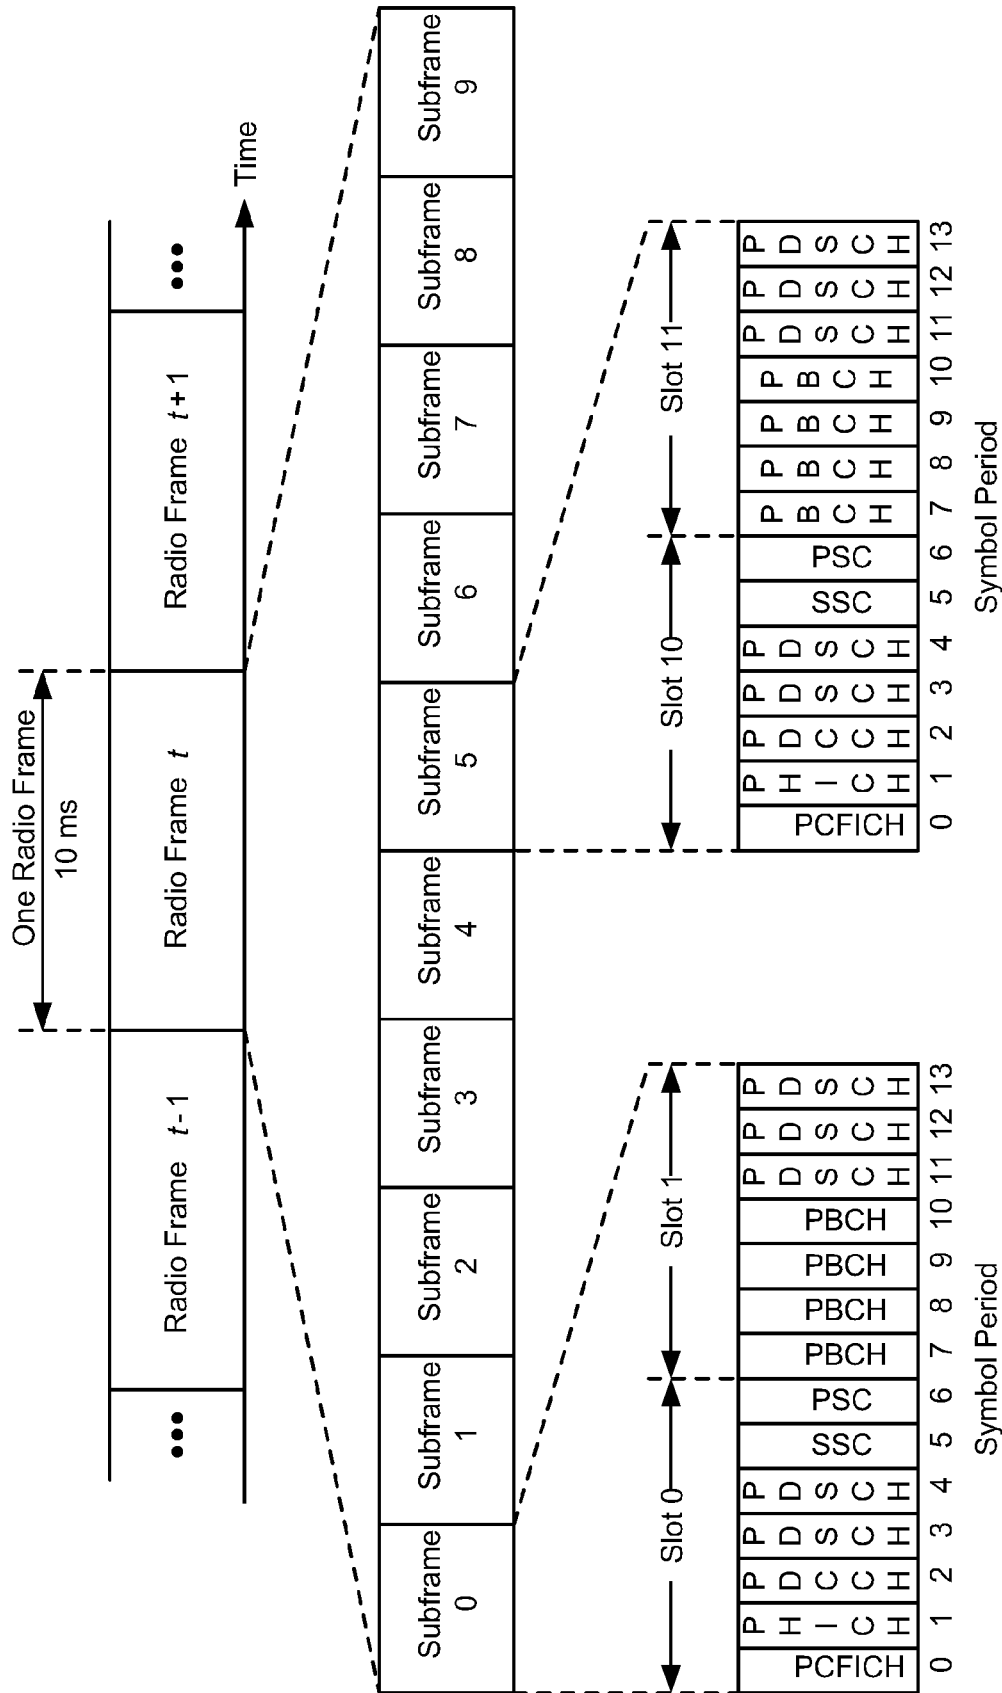 One Radio Frame
10 ms
••• Radio Frame t-1 Radio Frame t Radio Frame t+1 •••
Time
Subframe 0
Subframe 1
Subframe 2
Subframe 3
Subframe 4
Subframe 5
Subframe 6
Subframe 7
Subframe 8
Subframe 9
Slot 0 Slot 1
PCFICH PHICH PDCCH PDSCH PDSCH SSC PSC PBCH PBCH PBCH PBCH PDSCH PDSCH PDSCH
0 1 2 3 4 5 6 7 8 9 10 11 12 13
Symbol Period
Slot 10 Slot 11
PCFICH PHICH PDCCH PDSCH PDSCH SSC PSC PBCH PBCH PBCH PBCH PDSCH PDSCH PDSCH
0 1 2 3 4 5 6 7 8 9 10 11 12 13
Symbol Period